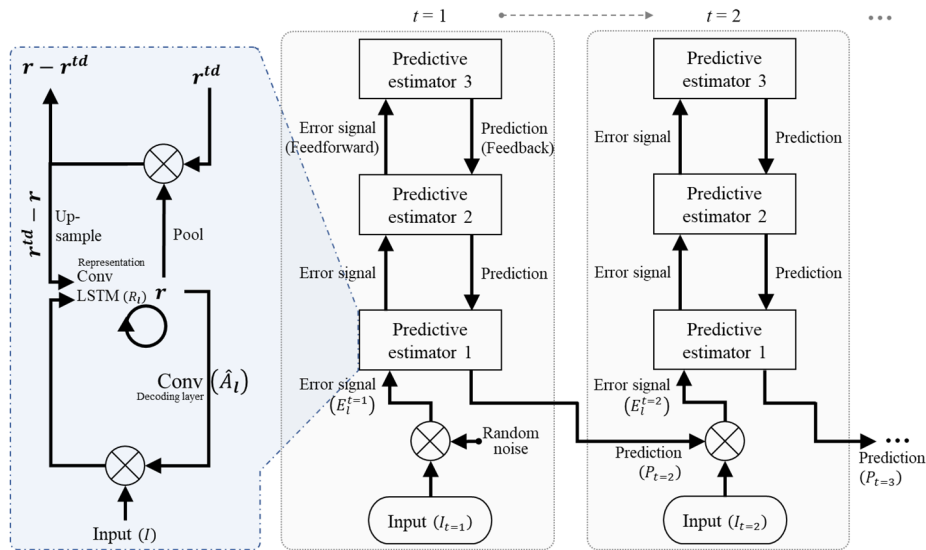 t = 1
t = 2
...
r − r^{td}
r^{td}
r^{td} − r
Up-
sample
Pool
Representation
Conv
LSTM (R_l)
r
Conv (Â_l)
Decoding layer
Input (I)
Predictive
estimator 3
Error signal
(Feedforward)
Prediction
(Feedback)
Predictive
estimator 2
Error signal
Prediction
Predictive
estimator 1
Error signal
(E_l^{t=1})
Random
noise
Input (I_{t=1})
Predictive
estimator 3
Error signal
Prediction
Predictive
estimator 2
Error signal
Prediction
Predictive
estimator 1
Error signal
(E_l^{t=2})
Prediction
(P_{t=2})
Input (I_{t=2})
...
Prediction
(P_{t=3})